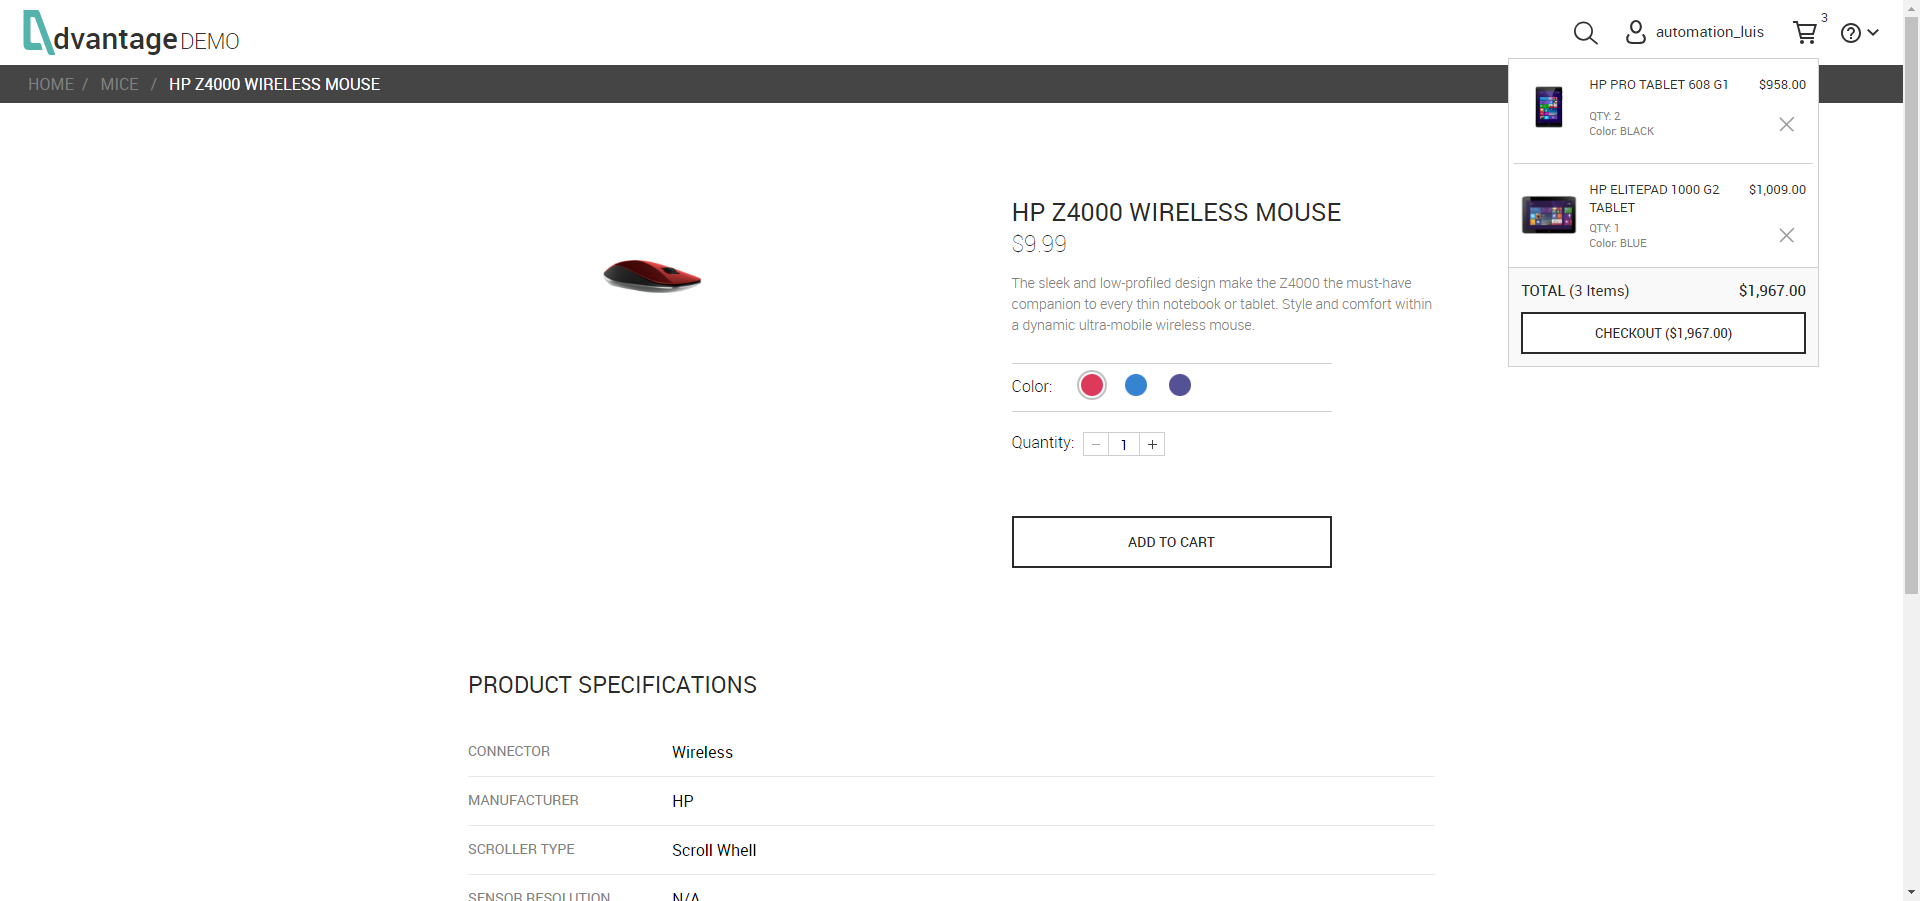 dvantage DEMO
automation_luis
3
HOME / MICE / HP Z4000 WIRELESS MOUSE
HP PRO TABLET 608 G1 $958.00
QTY: 2
Color: BLACK
HP ELITEPAD 1000 G2 $1,009.00
TABLET
QTY: 1
Color: BLUE
TOTAL (3 Items) $1,967.00
CHECKOUT ($1,967.00)
HP Z4000 WIRELESS MOUSE
$9.99
The sleek and low-profiled design make the Z4000 the must-have
companion to every thin notebook or tablet. Style and comfort within
a dynamic ultra-mobile wireless mouse.
Color:
Quantity: − 1 +
ADD TO CART
PRODUCT SPECIFICATIONS
CONNECTOR Wireless
MANUFACTURER HP
SCROLLER TYPE Scroll Whell
SENSOR RESOLUTION N/A